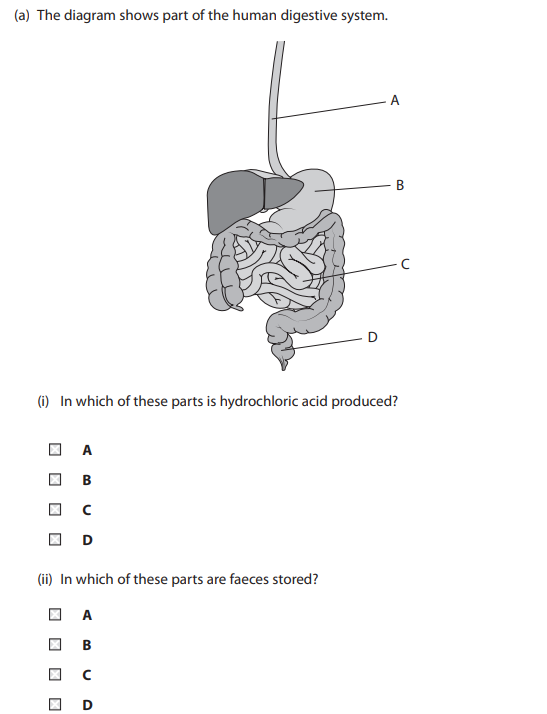 (a) The diagram shows part of the human digestive system.
A
B
C
D
(i) In which of these parts is hydrochloric acid produced?
A
B
C
D
(ii) In which of these parts are faeces stored?
A
B
C
D